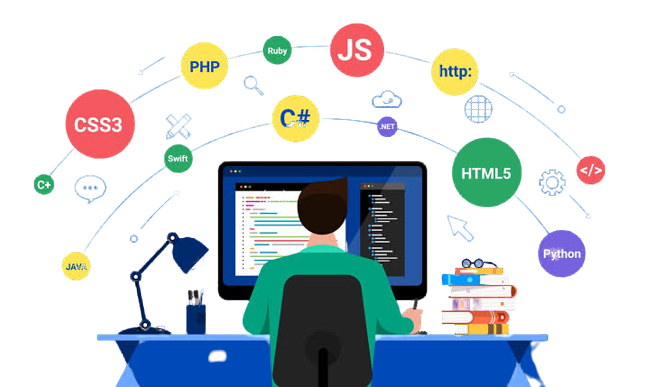 JS
Ruby
PHP
http:
CSS3
C#
.NET
Swift
HTML5
</>
C+
Python
JAVA